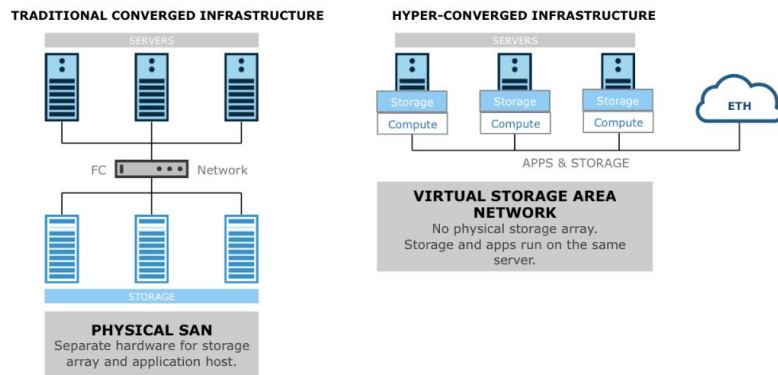 TRADITIONAL CONVERGED INFRASTRUCTURE
SERVERS
FC
Network
STORAGE
PHYSICAL SAN
Separate hardware for storage
array and application host.
HYPER-CONVERGED INFRASTRUCTURE
SERVERS
Storage
Storage
Storage
Compute
Compute
Compute
ETH
APPS & STORAGE
VIRTUAL STORAGE AREA
NETWORK
No physical storage array.
Storage and apps run on the same
server.